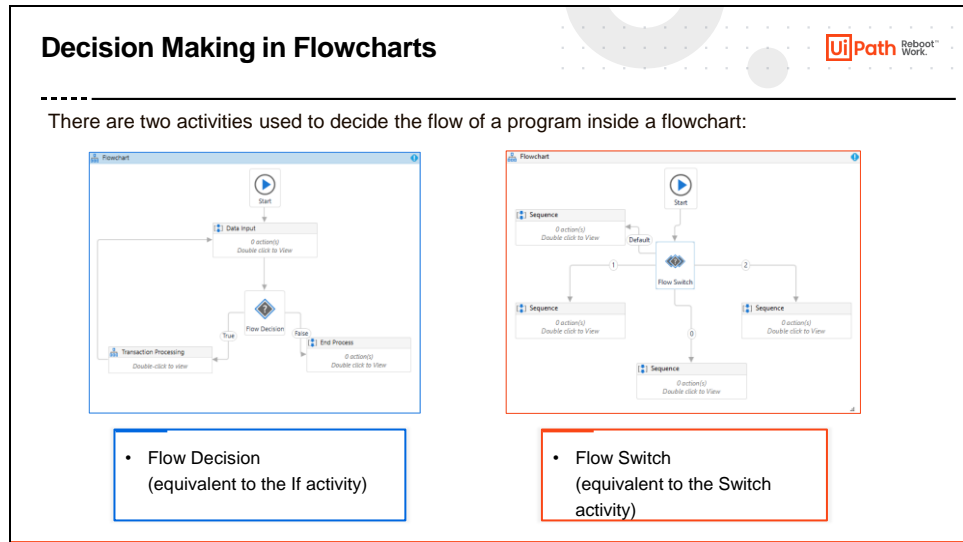 Decision Making in Flowcharts
UiPath Reboot Work.™
There are two activities used to decide the flow of a program inside a flowchart:
Flowchart
Start
Data Input
0 action(s)
Double click to View
Flow Decision
True
False
Transaction Processing
Double-click to view
End Process
0 action(s)
Double click to View
Flowchart
Start
Sequence
0 action(s)
Double click to View
Default
Flow Switch
1
2
Sequence
0 action(s)
Double click to View
Sequence
0 action(s)
Double click to View
0
Sequence
0 action(s)
Double click to View
• Flow Decision
(equivalent to the If activity)
• Flow Switch
(equivalent to the Switch
activity)